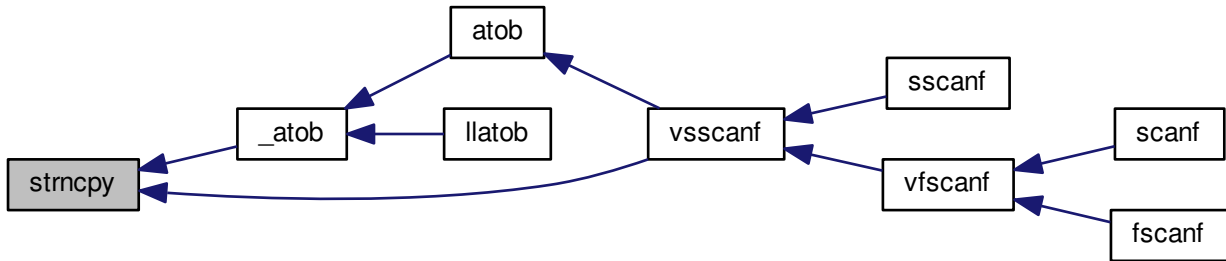 atob
sscanf
_atob
llatob
vsscanf
scanf
strncpy
vfscanf
fscanf